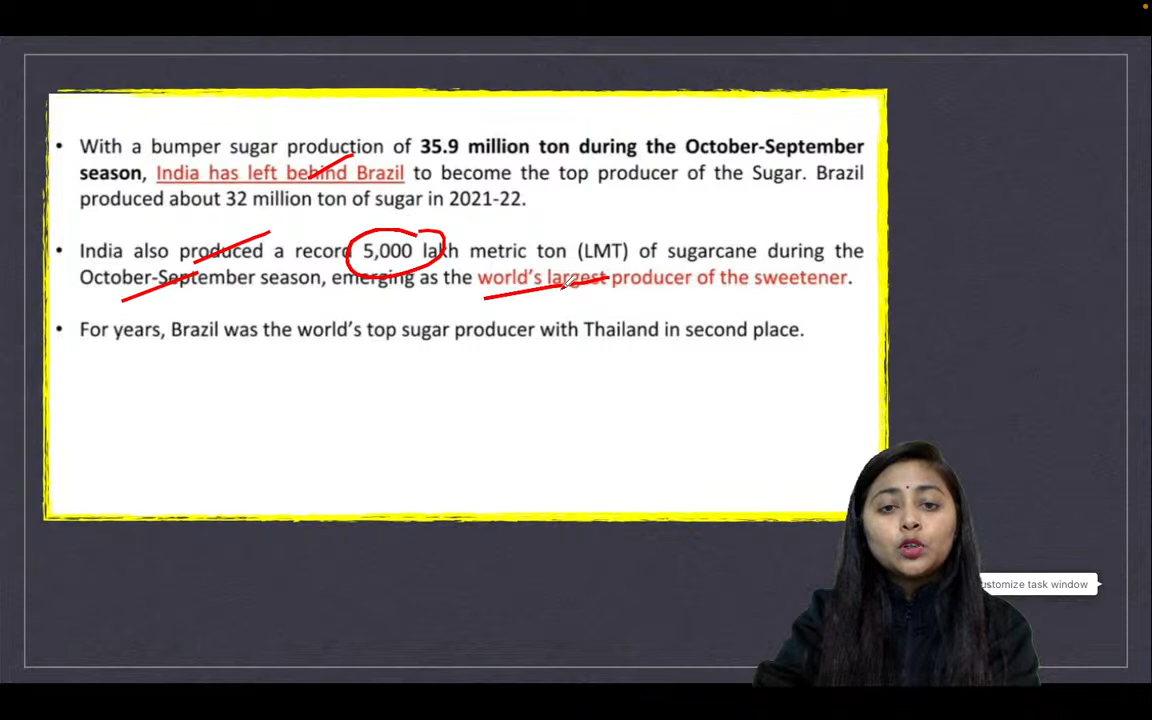 • With a bumper sugar production of 35.9 million ton during the October-September
season, India has left behind Brazil to become the top producer of the Sugar. Brazil
produced about 32 million ton of sugar in 2021-22.
• India also produced a record 5,000 lakh metric ton (LMT) of sugarcane during the
October-September season, emerging as the world's largest producer of the sweetener.
• For years, Brazil was the world's top sugar producer with Thailand in second place.
ustomize task window